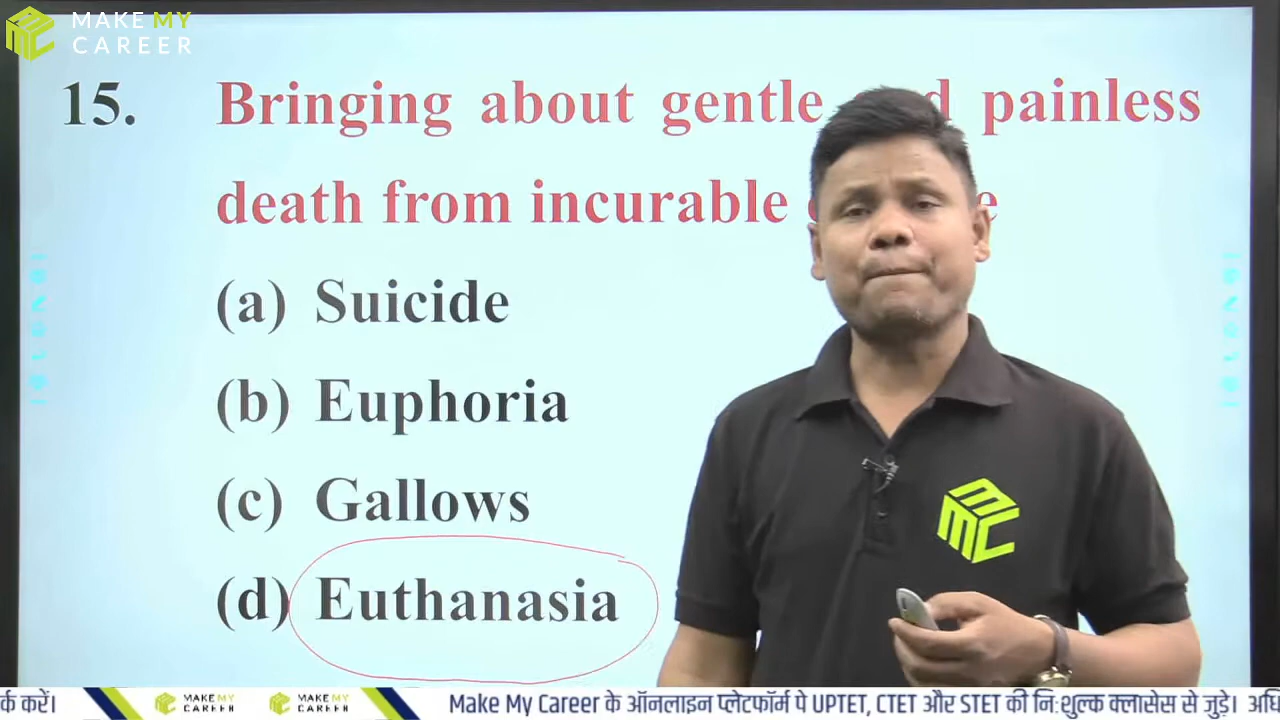 MAKE MY
CAREER
15. Bringing about gentle painless
death from incurable
(a) Suicide
(b) Euphoria
(c) Gallows
(d) Euthanasia
MMC
र्क करें। MAKE MY CAREER MAKE MY CAREER Make My Career के ऑनलाइन प्लेटफॉर्म पे UPTET, CTET और STET की नि:शुल्क क्लासेस से जुड़े।